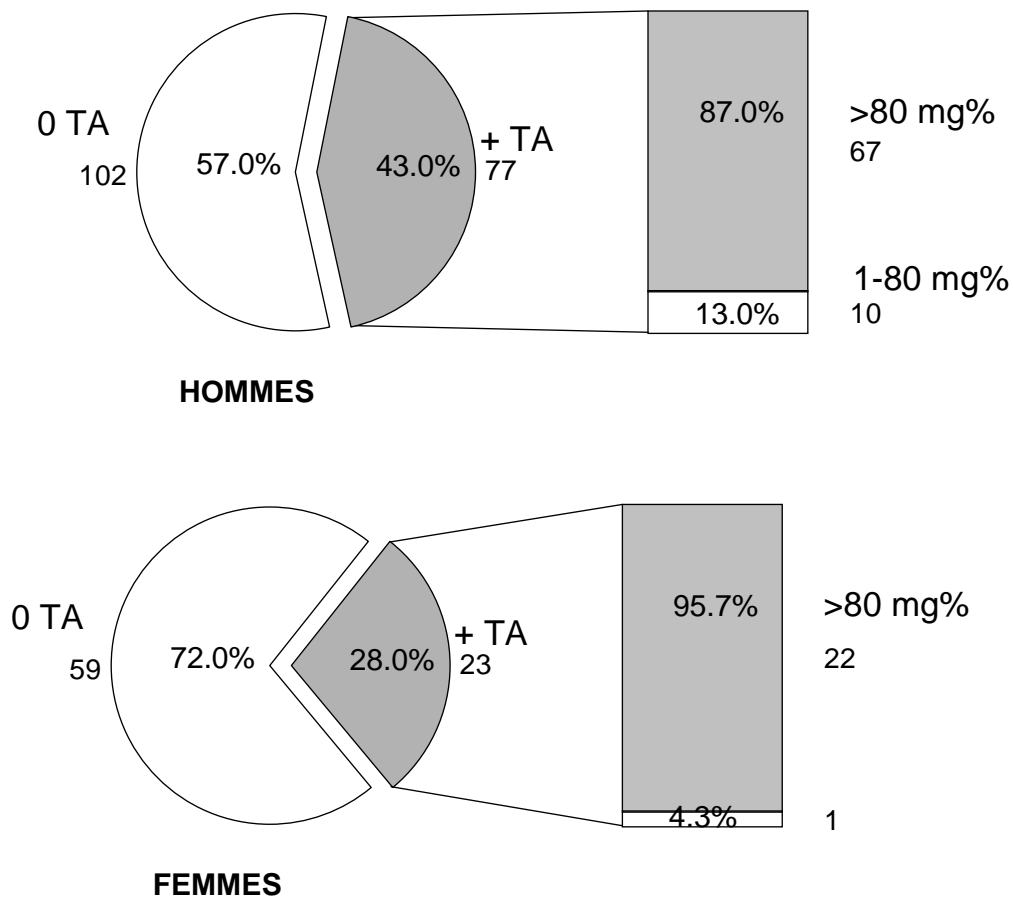 0 TA
102
57.0%
43.0%
+ TA
77
87.0%
>80 mg%
67
1-80 mg%
13.0%
10
HOMMES
0 TA
59
72.0%
28.0%
+ TA
23
95.7%
>80 mg%
22
4.3%
1
FEMMES